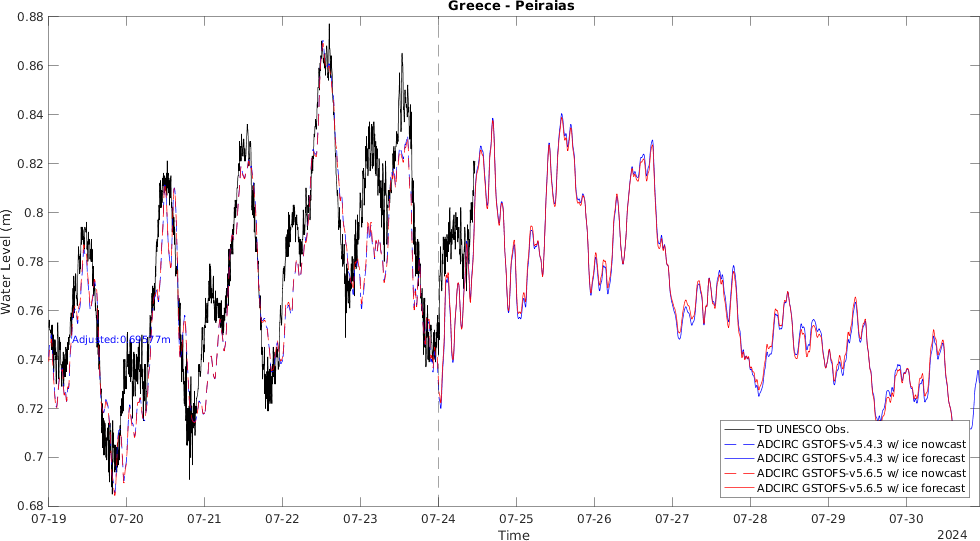 Greece - Peiraias
0.88
0.86
0.84
0.82
0.8
0.78
0.76
0.74
0.72
0.7
0.68
Water Level (m)
Adjusted:0.69577m
TD UNESCO Obs.
ADCIRC GSTOFS-v5.4.3 w/ ice nowcast
ADCIRC GSTOFS-v5.4.3 w/ ice forecast
ADCIRC GSTOFS-v5.6.5 w/ ice nowcast
ADCIRC GSTOFS-v5.6.5 w/ ice forecast
07-19 07-20 07-21 07-22 07-23 07-24 07-25 07-26 07-27 07-28 07-29 07-30
Time
2024